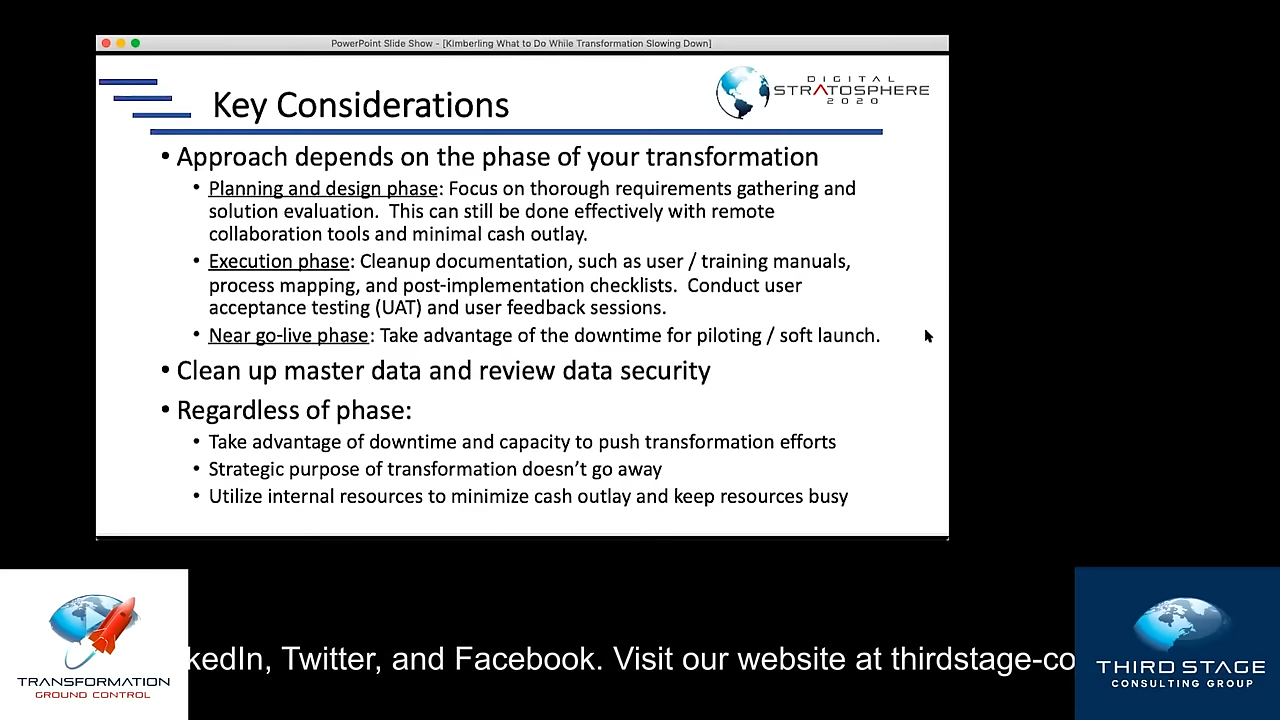 PowerPoint Slide Show - [KImberling What to Do While Transformation Slowing Down]
DIGITAL
STRATOSPHERE
2020
Key Considerations
• Approach depends on the phase of your transformation
• Planning and design phase: Focus on thorough requirements gathering and
solution evaluation.  This can still be done effectively with remote
collaboration tools and minimal cash outlay.
• Execution phase: Cleanup documentation, such as user / training manuals,
process mapping, and post-implementation checklists.  Conduct user
acceptance testing (UAT) and user feedback sessions.
• Near go-live phase: Take advantage of the downtime for piloting / soft launch.
• Clean up master data and review data security
• Regardless of phase:
• Take advantage of downtime and capacity to push transformation efforts
• Strategic purpose of transformation doesn’t go away
• Utilize internal resources to minimize cash outlay and keep resources busy
TRANSFORMATION
GROUND CONTROL
kedIn, Twitter, and Facebook. Visit our website at thirdstage-co
THIRD STAGE
CONSULTING GROUP